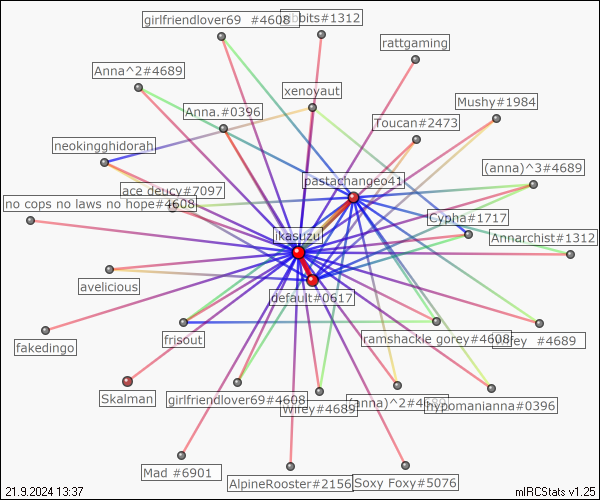 girlfriendlover69 #4608
bbits#1312
rattgaming
Anna^2#4689
xenoyaut
Mushy#1984
Anna.#0396
Toucan#2473
neokingghidorah
(anna)^3#4689
pastachangeo41
ace deucy#7097
no cops no laws no hope#4608
Cypha#1717
ikasuzu
Annarchist#1312
avelicious
default#0617
fakedingo
frisout
ramshackle gorey#4608
ifey #4689
Skalman
girlfriendlover69#4608
Wifey#4689
(anna)^2#4689
hypomanianna#0396
Mad #6901
AlpineRooster#2156
Soxy Foxy#5076
21.9.2024 13:37
mIRCStats v1.25